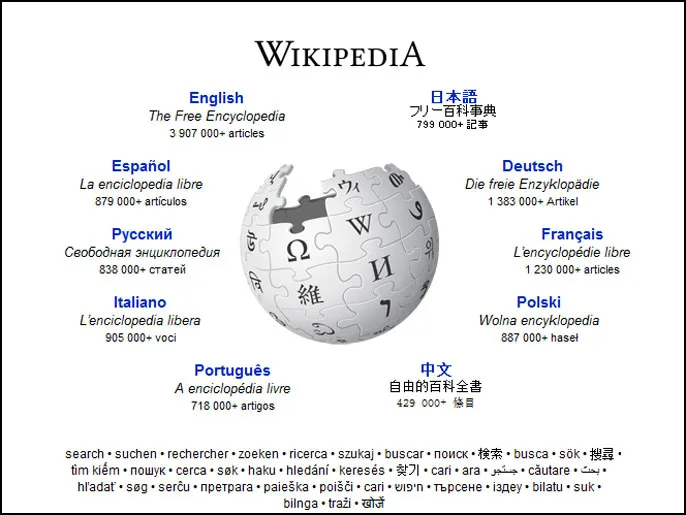 WIKIPEDIA
English
The Free Encyclopedia
3 907 000+ articles
日本語
フリー百科事典
799 000+ 記事
Español
La enciclopedia libre
879 000+ artículos
Deutsch
Die freie Enzyklopädie
1 383 000+ Artikel
Русский
Свободная энциклопедия
838 000+ статей
Français
L'encyclopédie libre
1 230 000+ articles
Italiano
L'enciclopedia libera
905 000+ voci
Polski
Wolna encyklopedia
887 000+ haseł
Português
A enciclopédia livre
718 000+ artigos
中文
自由的百科全書
429 000+ 條目
Ω
W
ウィ
維
И
search • suchen • rechercher • zoeken • ricerca • szukaj • buscar • поиск • 検索 • busca • sök • 搜尋 •
tìm kiếm • пошук • cerca • søk • haku • hledání • keresés • 찾기 • cari • ara • جستجو • căutare • بحث •
hľadať • søg • serĉu • претрага • paieška • poišči • cari • חיפוש • търсене • іздеу • bilatu • suk •
bilnga • traži • खोजें